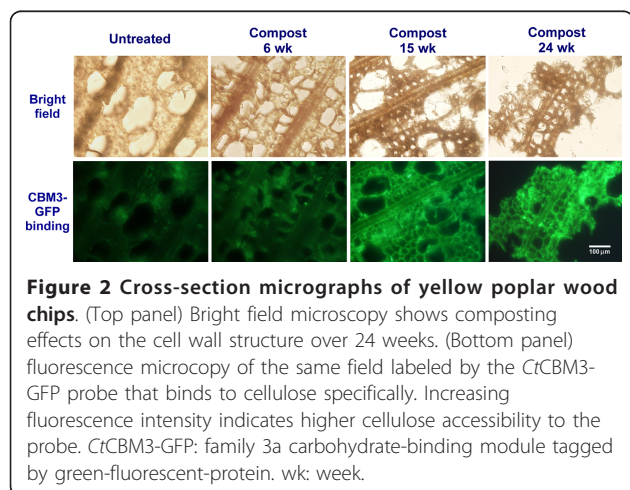 Untreated
Compost
6 wk
Compost
15 wk
Compost
24 wk
Bright
field
CBM3-
GFP
binding
100 µm
Figure 2 Cross-section micrographs of yellow poplar wood
chips. (Top panel) Bright field microscopy shows composting
effects on the cell wall structure over 24 weeks. (Bottom panel)
fluorescence microcopy of the same field labeled by the CtCBM3-
GFP probe that binds to cellulose specifically. Increasing
fluorescence intensity indicates higher cellulose accessibility to the
probe. CtCBM3-GFP: family 3a carbohydrate-binding module tagged
by green-fluorescent-protein. wk: week.